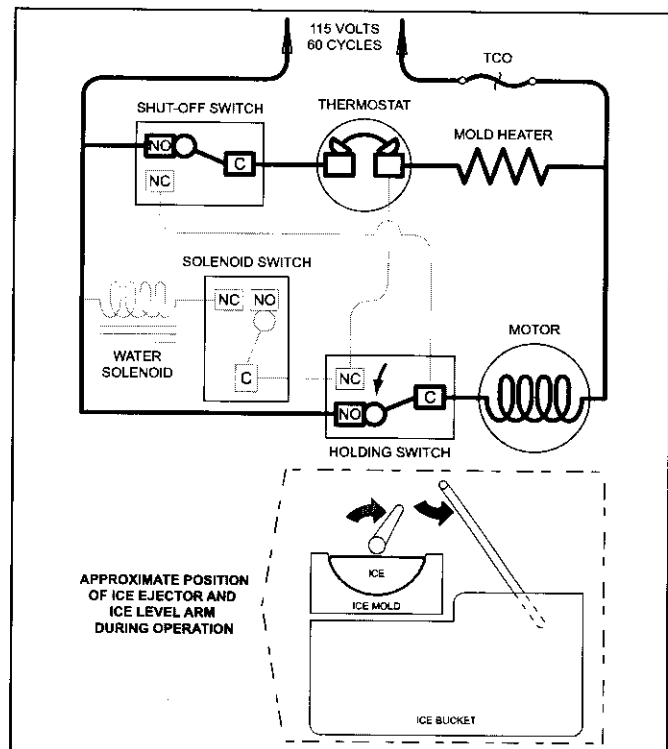 115 VOLTS
60 CYCLES
TCO
SHUT-OFF SWITCH
THERMOSTAT
MOLD HEATER
NO
C
NC
SOLENOID SWITCH
NC
NO
WATER
SOLENOID
C
MOTOR
NC
C
NO
HOLDING SWITCH
APPROXIMATE POSITION
OF ICE EJECTOR AND
ICE LEVEL ARM
DURING OPERATION
ICE
ICE MOLD
ICE BUCKET